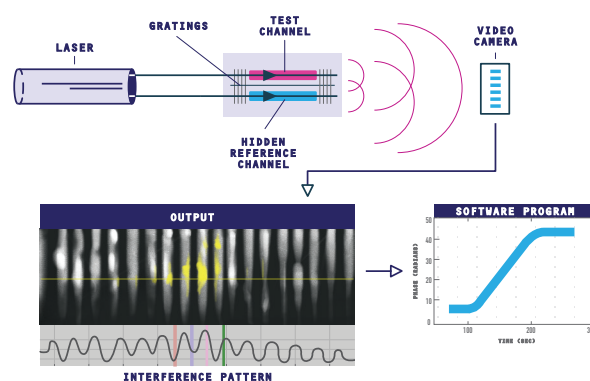 LASER
GRATINGS
TEST
CHANNEL
VIDEO
CAMERA
HIDDEN
REFERENCE
CHANNEL
OUTPUT
INTERFERENCE PATTERN
SOFTWARE PROGRAM
PHASE (RADIANS)
50
40
30
20
10
0
100
200
TIME (SEC)